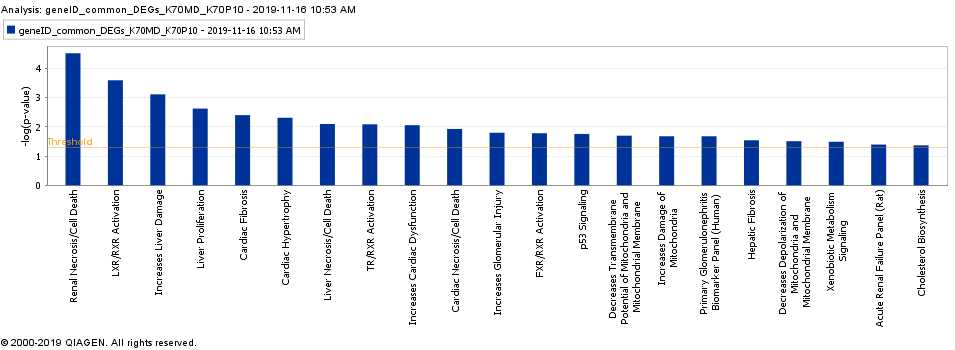 Analysis: geneID_common_DEGs_K70MD_K70P10 - 2019-11-16 10:53 AM
geneID_common_DEGs_K70MD_K70P10 - 2019-11-16 10:53 AM
-log(p-value)
4
3
2
Threshold
1
0
Renal Necrosis/Cell Death
LXR/RXR Activation
Increases Liver Damage
Liver Proliferation
Cardiac Fibrosis
Cardiac Hypertrophy
Liver Necrosis/Cell Death
TR/RXR Activation
Increases Cardiac Dysfunction
Cardiac Necrosis/Cell Death
Increases Glomerular Injury
FXR/RXR Activation
p53 Signaling
Decreases Transmembrane
Potential of Mitochondria and
Mitochondrial Membrane
Increases Damage of
Mitochondria
Primary Glomerulonephritis
Biomarker Panel (Human)
Hepatic Fibrosis
Decreases Depolarization of
Mitochondria and
Mitochondrial Membrane
Xenobiotic Metabolism
Signaling
Acute Renal Failure Panel (Rat)
Cholesterol Biosynthesis
© 2000-2019 QIAGEN. All rights reserved.